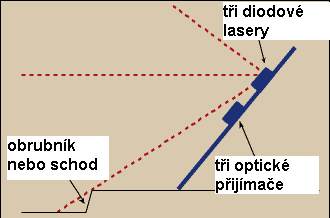 tři diodové
lasery
obrubník
nebo schod
tři optické
přijímače